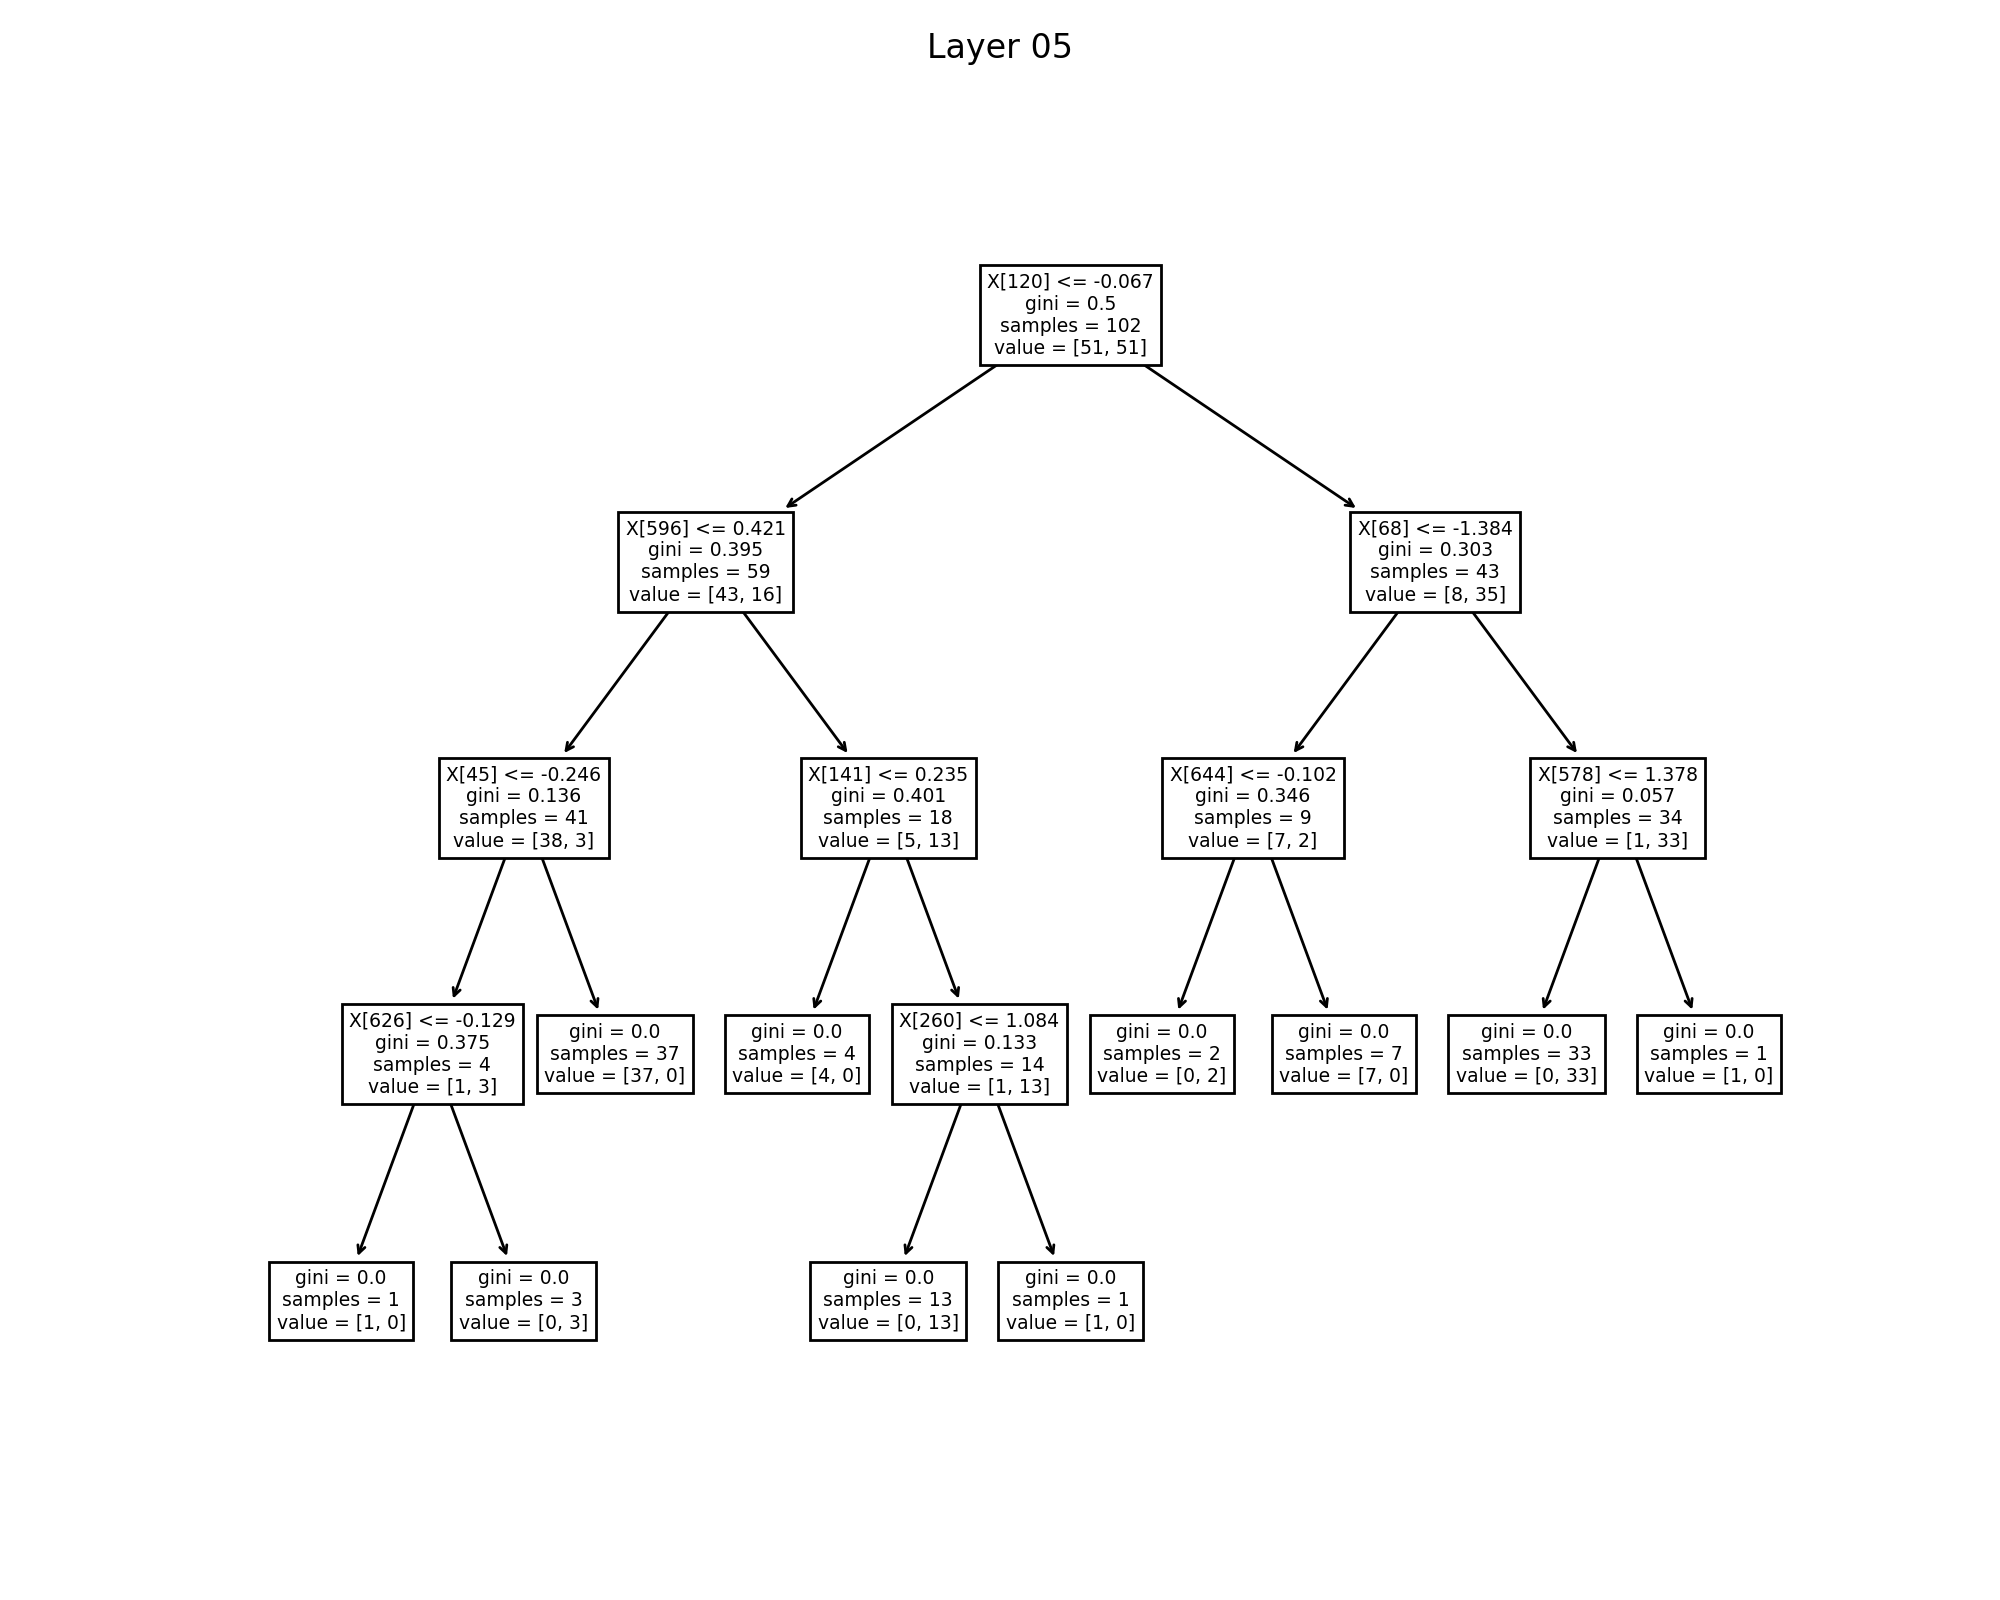 Layer 05
X[120] <= -0.067
gini = 0.5
samples = 102
value = [51, 51]
X[596] <= 0.421
gini = 0.395
samples = 59
value = [43, 16]
X[68] <= -1.384
gini = 0.303
samples = 43
value = [8, 35]
X[45] <= -0.246
gini = 0.136
samples = 41
value = [38, 3]
X[141] <= 0.235
gini = 0.401
samples = 18
value = [5, 13]
X[644] <= -0.102
gini = 0.346
samples = 9
value = [7, 2]
X[578] <= 1.378
gini = 0.057
samples = 34
value = [1, 33]
X[626] <= -0.129
gini = 0.375
samples = 4
value = [1, 3]
gini = 0.0
samples = 37
value = [37, 0]
gini = 0.0
samples = 4
value = [4, 0]
X[260] <= 1.084
gini = 0.133
samples = 14
value = [1, 13]
gini = 0.0
samples = 2
value = [0, 2]
gini = 0.0
samples = 7
value = [7, 0]
gini = 0.0
samples = 33
value = [0, 33]
gini = 0.0
samples = 1
value = [1, 0]
gini = 0.0
samples = 1
value = [1, 0]
gini = 0.0
samples = 3
value = [0, 3]
gini = 0.0
samples = 13
value = [0, 13]
gini = 0.0
samples = 1
value = [1, 0]